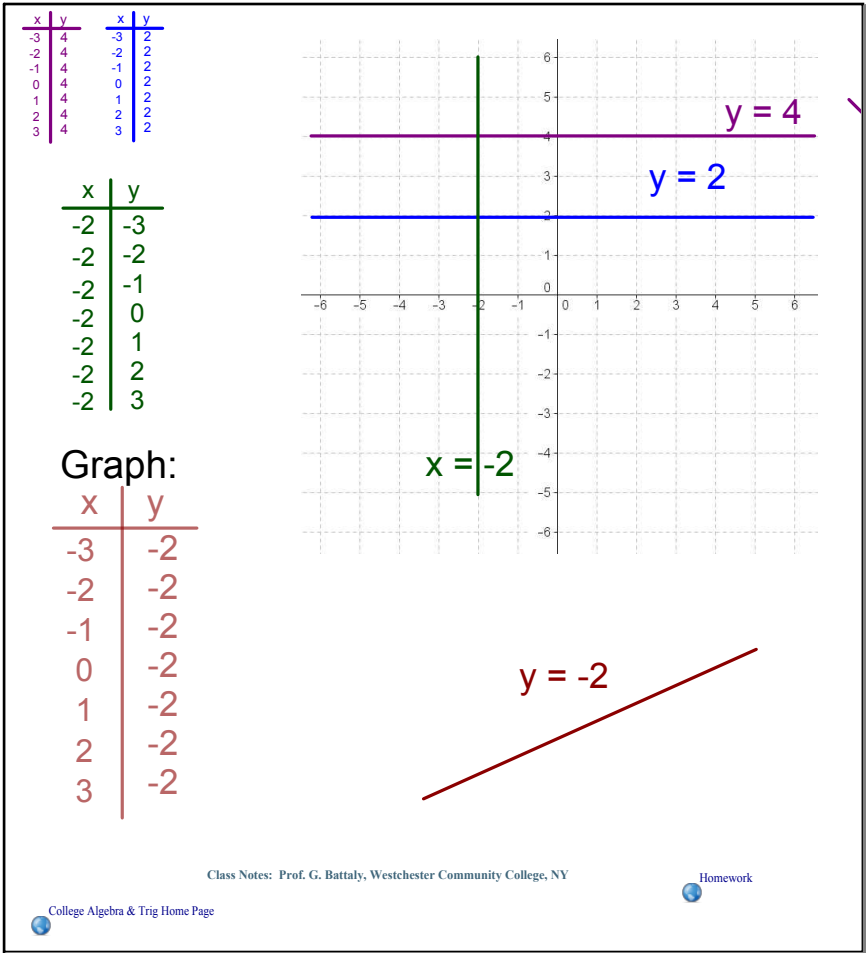 x y x y
-3 4 -3 2
-2 4 -2 2
-1 4 -1 2
0 4 0 2
1 4 1 2
2 4 2 2
3 4 3 2
x y
-2 -3
-2 -2
-2 -1
-2 0
-2 1
-2 2
-2 3
6
5
y = 4
4
3
y = 2
2
1
0
-6 -5 -4 -3 -2 -1 0 1 2 3 4 5 6
-1
-2
-3
-4
x = -2
-5
-6
Graph:
x y
-3 -2
-2 -2
-1 -2
0 -2
1 -2
2 -2
3 -2
y = -2
Class Notes: Prof. G. Battaly, Westchester Community College, NY
Homework
College Algebra & Trig Home Page